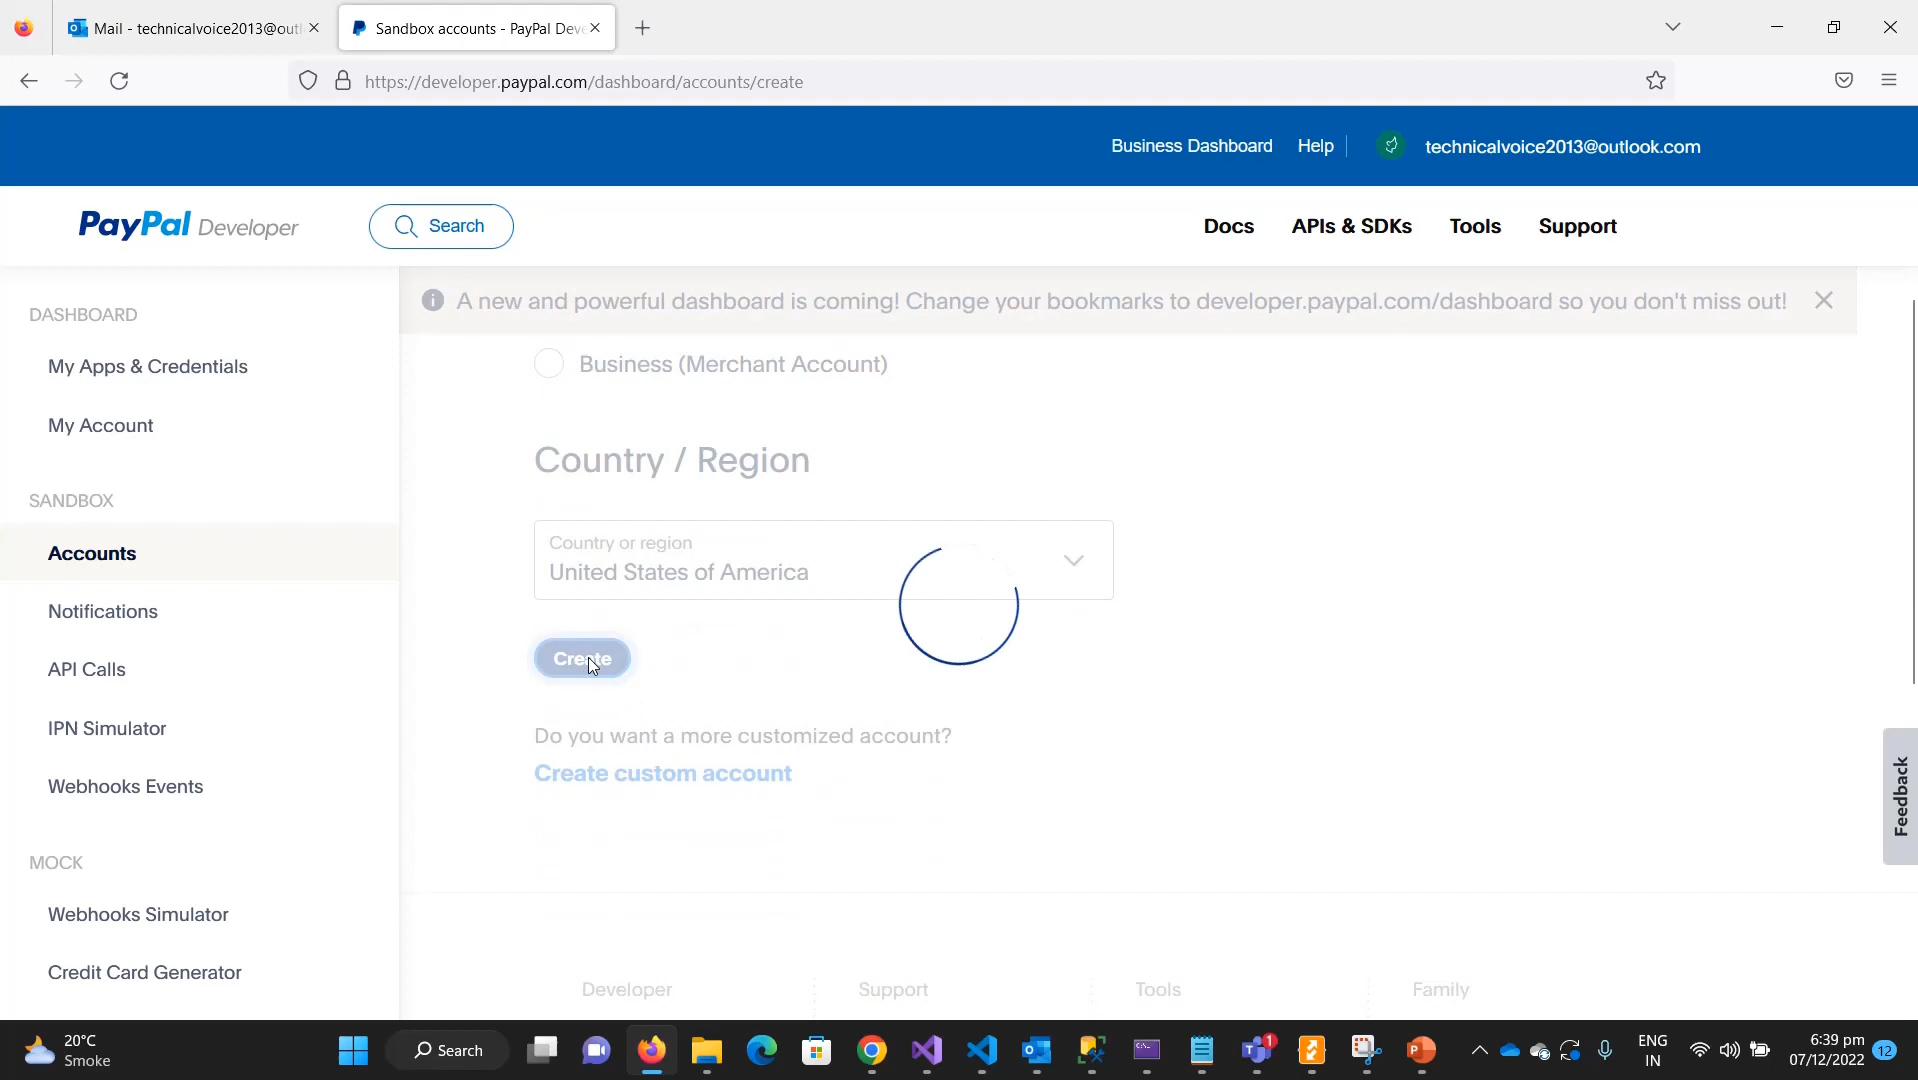 Mail - technicalvoice2013@outl
Sandbox accounts - PayPal Deve
https://developer.paypal.com/dashboard/accounts/create
Business Dashboard
Help
technicalvoice2013@outlook.com
PayPal Developer
Search
Docs
APIs & SDKs
Tools
Support
DASHBOARD
My Apps & Credentials
My Account
SANDBOX
Accounts
Notifications
API Calls
IPN Simulator
Webhooks Events
MOCK
Webhooks Simulator
Credit Card Generator
A new and powerful dashboard is coming! Change your bookmarks to developer.paypal.com/dashboard so you don't miss out!
Business (Merchant Account)
Country / Region
Country or region
United States of America
Create
Do you want a more customized account?
Create custom account
Feedback
Developer
Support
Tools
Family
20°C
Smoke
Search
1
ENG
IN
6:39 pm
07/12/2022
12